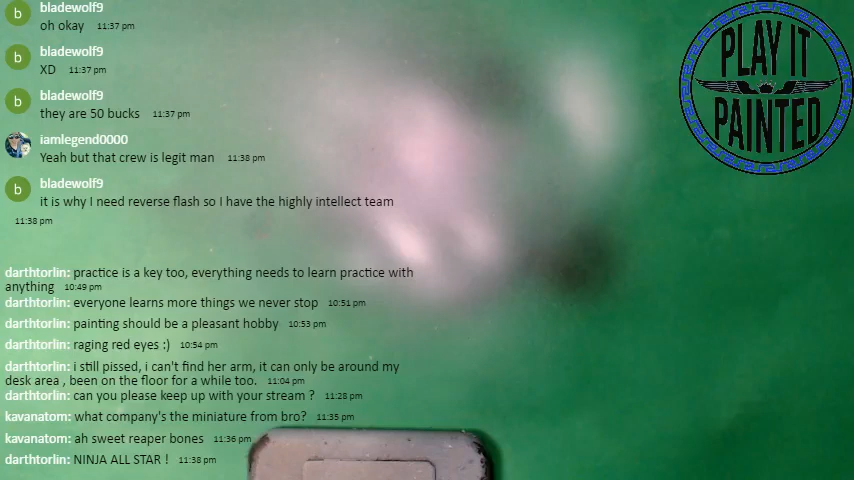 bladewolf9
oh okay 11:37 pm
b
bladewolf9
XD 11:37 pm
b
bladewolf9
they are 50 bucks 11:37 pm
b
iamlegend0000
Yeah but that crew is legit man 11:38 pm
bladewolf9
it is why I need reverse flash so I have the highly intellect team
b
11:38 pm
darthtorlin: practice is a key too, everything needs to learn practice with
anything 10:49 pm
darthtorlin: everyone learns more things we never stop 10:51 pm
darthtorlin: painting should be a pleasant hobby 10:53 pm
darthtorlin: raging red eyes :) 10:54 pm
darthtorlin: i still pissed, i can't find her arm, it can only be around my
desk area , been on the floor for a while too. 11:04 pm
darthtorlin: can you please keep up with your stream ? 11:28 pm
kavanatom: what company's the miniature from bro? 11:35 pm
kavanatom: ah sweet reaper bones 11:36 pm
darthtorlin: NINJA ALL STAR ! 11:38 pm
PLAY IT
PAINTED